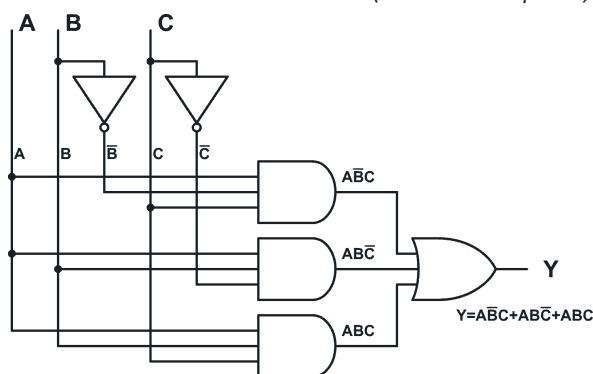 A B C
A B B̅ C C̅
AB̅C
ABC̅
Y
Y=AB̅C+ABC̅+ABC
ABC